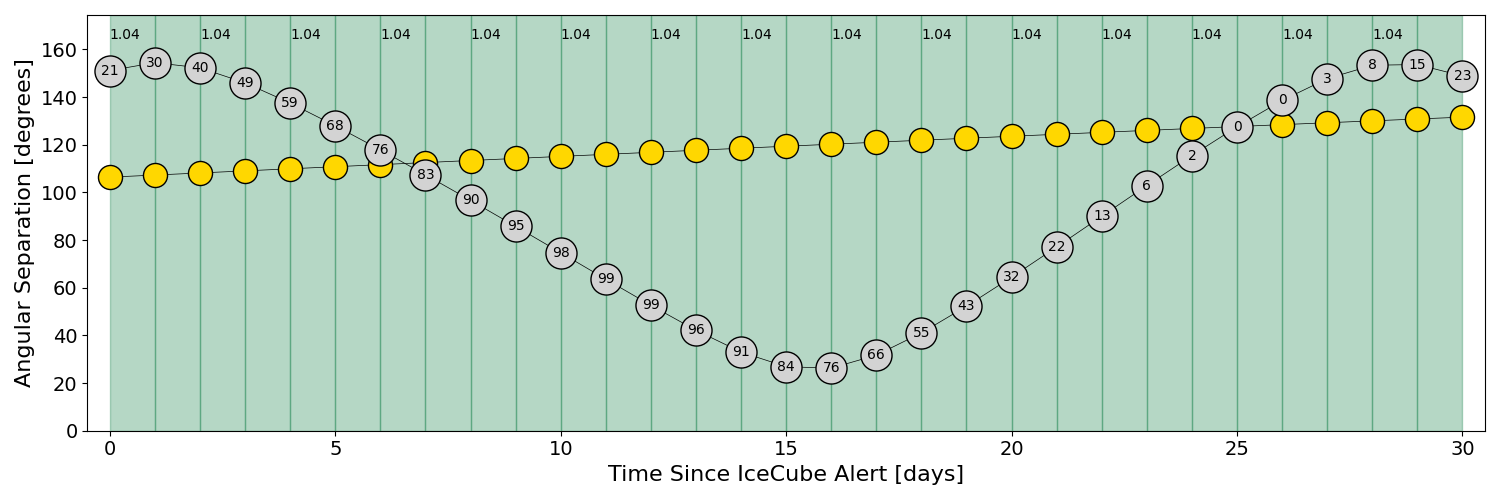 1.04 1.04 1.04 1.04 1.04 1.04 1.04 1.04 1.04 1.04 1.04 1.04 1.04 1.04 1.04
21 30 40 49 59 68 76 83 90 95 98 99 99 96 91 84 76 66 55 43 32 22 13 6 2 0 0 3 8 15 23
Angular Separation [degrees]
160
140
120
100
80
60
40
20
0
0 5 10 15 20 25 30
Time Since IceCube Alert [days]